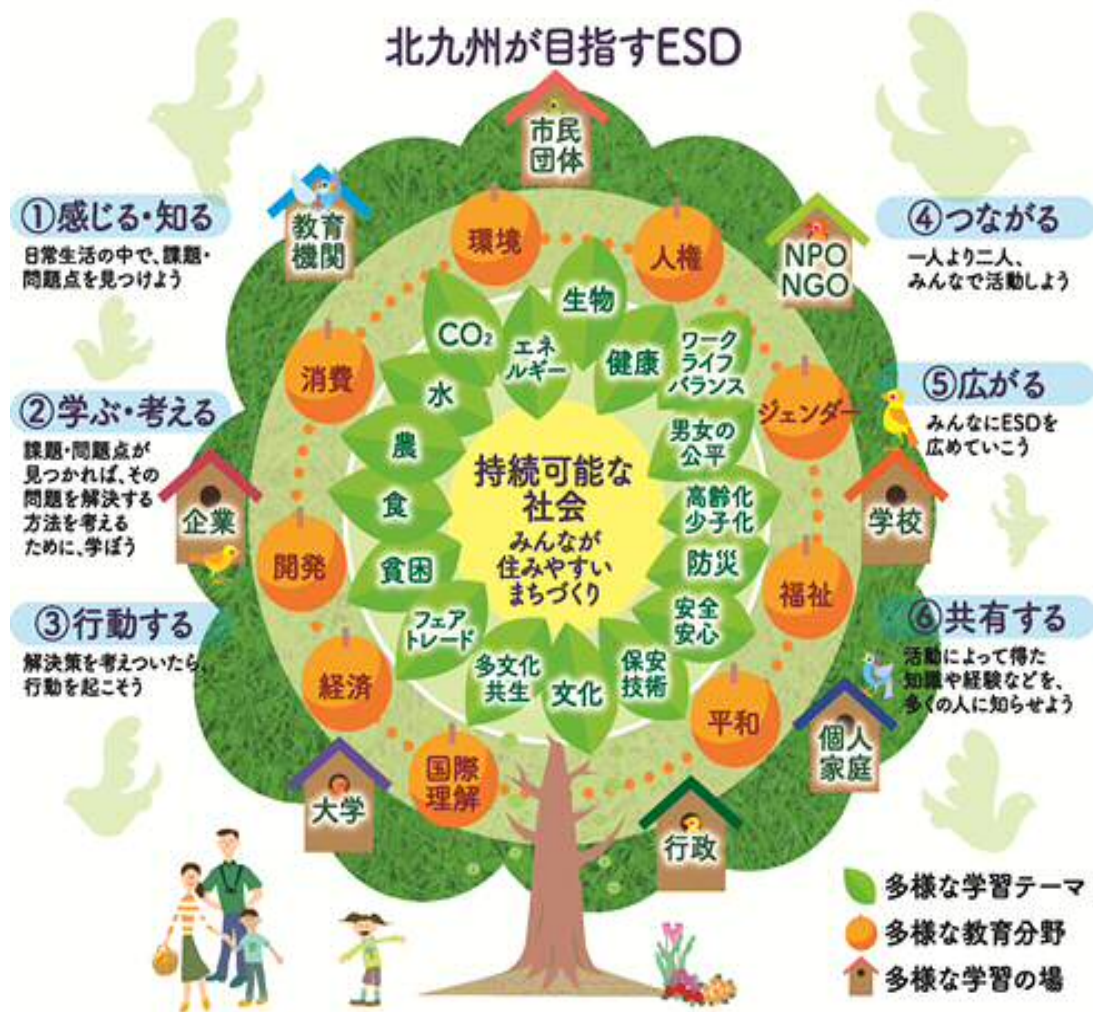 北九州が目指すESD
市民
団体
教育
機関
NPO
NGO
企業
学校
大学
個人
家庭
行政
①感じる・知る
日常生活の中で、課題・
問題点を見つけよう
②学ぶ・考える
課題・問題点が
見つかれば、その
問題を解決する
方法を考える
ために、学ぼう
③行動する
解決策を考えついたら、
行動を起こそう
④つながる
一人より二人、
みんなで活動しよう
⑤広がる
みんなにESDを
広めていこう
⑥共有する
活動によって得た
知識や経験などを、
多くの人に知らせよう
環境
人権
消費
ジェンダー
開発
福祉
経済
平和
国際
理解
生物
CO₂
エネ
ルギー
健康
ワーク
ライフ
バランス
水
男女の
公平
農
高齢化
少子化
食
防災
貧困
安全
安心
フェア
トレード
保安
技術
多文化
共生
文化
持続可能な
社会
みんなが
住みやすい
まちづくり
多様な学習テーマ
多様な教育分野
多様な学習の場